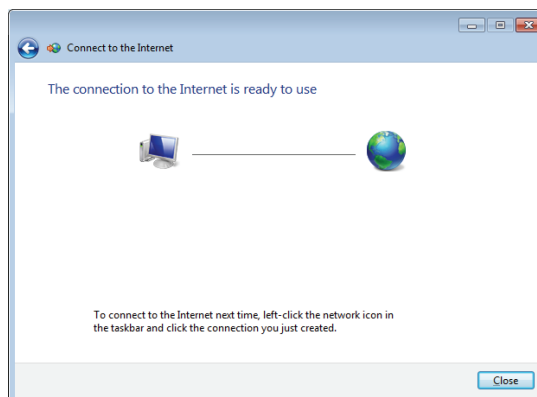 Connect to the Internet
The connection to the Internet is ready to use
To connect to the Internet next time, left-click the network icon in
the taskbar and click the connection you just created.
Close